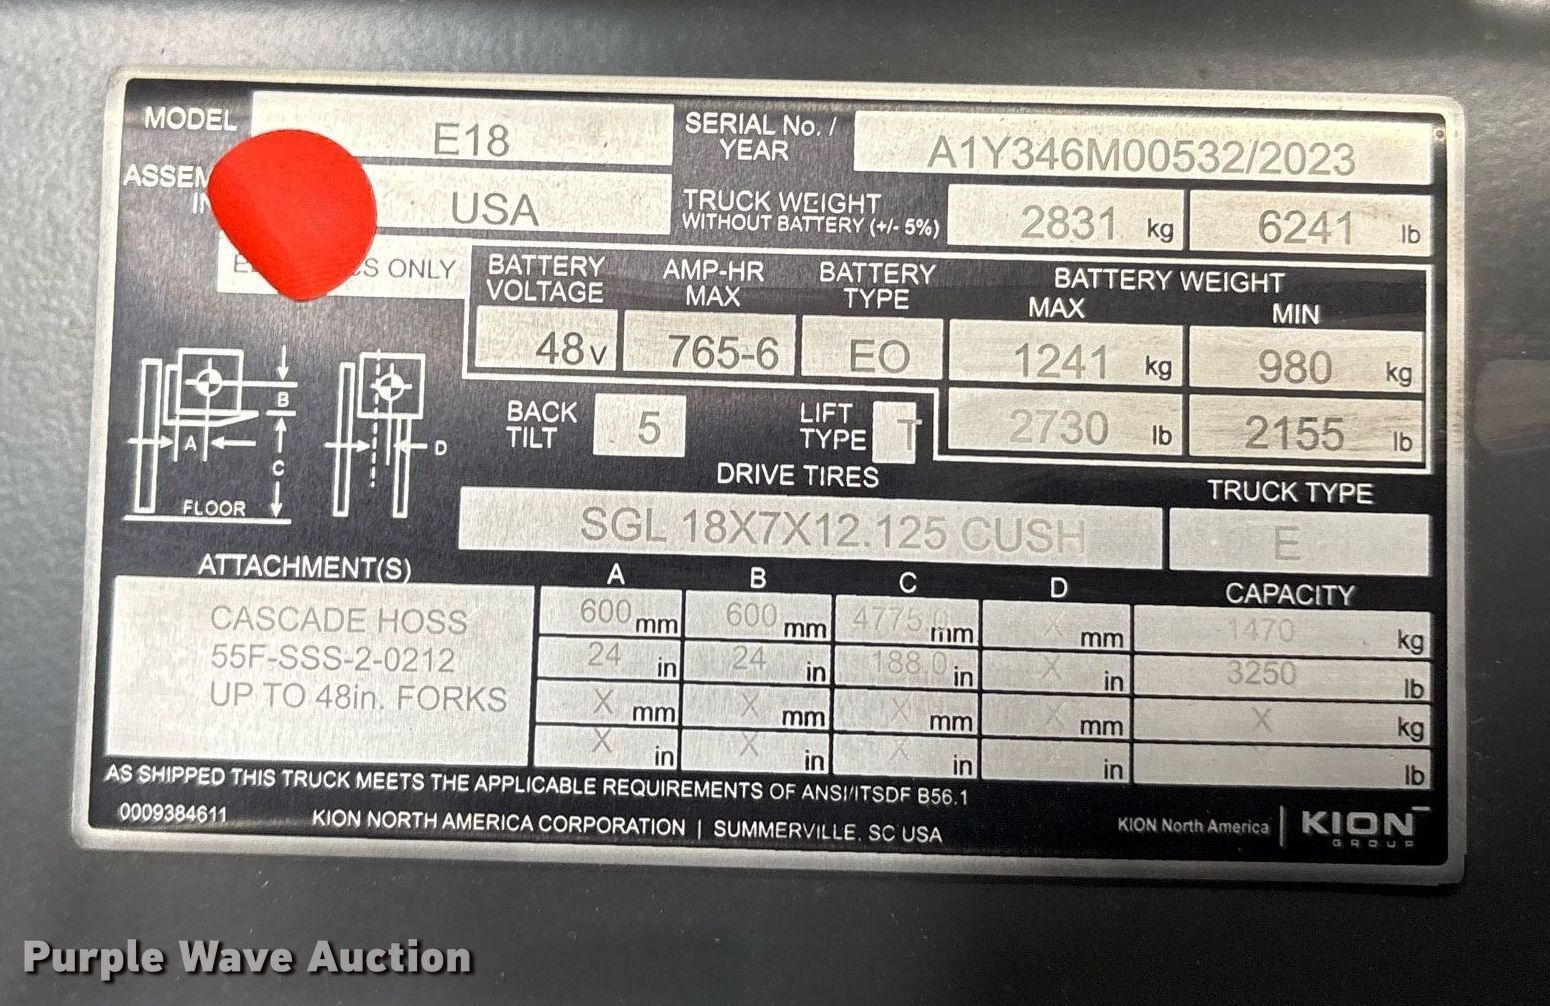 MODEL E18 SERIAL No. / YEAR A1Y346M00532/2023
USA TRUCK WEIGHT WITHOUT BATTERY (+/- 5%) 2831 kg 6241 lb
ONLY
BATTERY VOLTAGE AMP-HR MAX BATTERY TYPE BATTERY WEIGHT
MAX MIN
48v 765-6 EO 1241 kg 980 kg
BACK TILT 5 LIFT TYPE T 2730 lb 2155 lb
A B C D
FLOOR
DRIVE TIRES TRUCK TYPE
SGL 18X7X12.125 CUSH E
ATTACHMENT(S) A B C D CAPACITY
CASCADE HOSS 600 mm 600 mm 4775.0 mm X mm 1470 kg
55F-SSS-2-0212 24 in 24 in 188.0 in X in 3250 lb
UP TO 48in. FORKS X mm X mm X mm X mm X kg
X in X in X in in lb
AS SHIPPED THIS TRUCK MEETS THE APPLICABLE REQUIREMENTS OF ANSI/ITSDF B56.1
0009384611 KION NORTH AMERICA CORPORATION | SUMMERVILLE, SC USA KION North America | KION GROUP
Purple Wave Auction